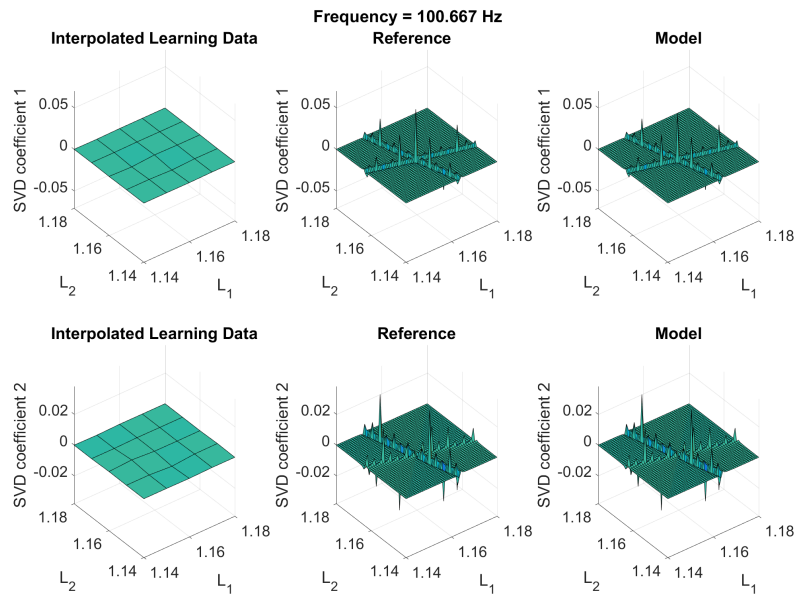 Frequency = 100.667 Hz
Interpolated Learning Data
Reference
Model
SVD coefficient 1
0.05
0
-0.05
1.18
1.16
1.14
L2
1.14
1.16
1.18
L1
SVD coefficient 1
0.05
0
-0.05
1.18
1.16
1.14
L2
1.14
1.16
1.18
L1
SVD coefficient 1
0.05
0
-0.05
1.18
1.16
1.14
L2
1.14
1.16
1.18
L1
Interpolated Learning Data
Reference
Model
SVD coefficient 2
0.02
0
-0.02
1.18
1.16
1.14
L2
1.14
1.16
1.18
L1
SVD coefficient 2
0.02
0
-0.02
1.18
1.16
1.14
L2
1.14
1.16
1.18
L1
SVD coefficient 2
0.02
0
-0.02
1.18
1.16
1.14
L2
1.14
1.16
1.18
L1